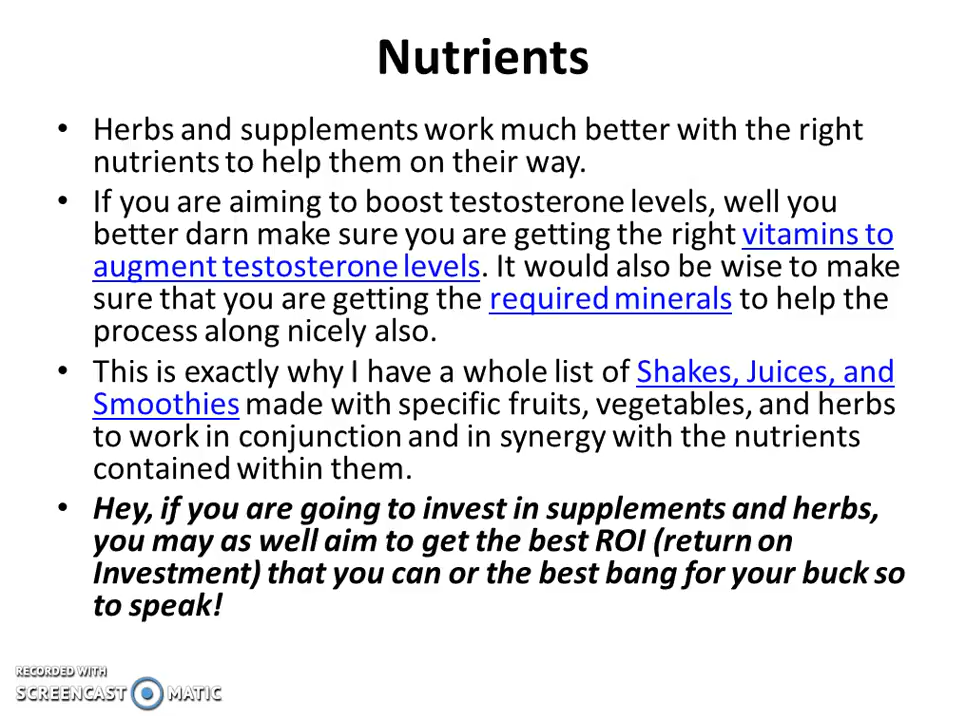 Nutrients
• Herbs and supplements work much better with the right
nutrients to help them on their way.
• If you are aiming to boost testosterone levels, well you
better darn make sure you are getting the right vitamins to
augment testosterone levels. It would also be wise to make
sure that you are getting the required minerals to help the
process along nicely also.
• This is exactly why I have a whole list of Shakes, Juices, and
Smoothies made with specific fruits, vegetables, and herbs
to work in conjunction and in synergy with the nutrients
contained within them.
• Hey, if you are going to invest in supplements and herbs,
you may as well aim to get the best ROI (return on
Investment) that you can or the best bang for your buck so
to speak!
RECORDED WITH
SCREENCAST MATIC